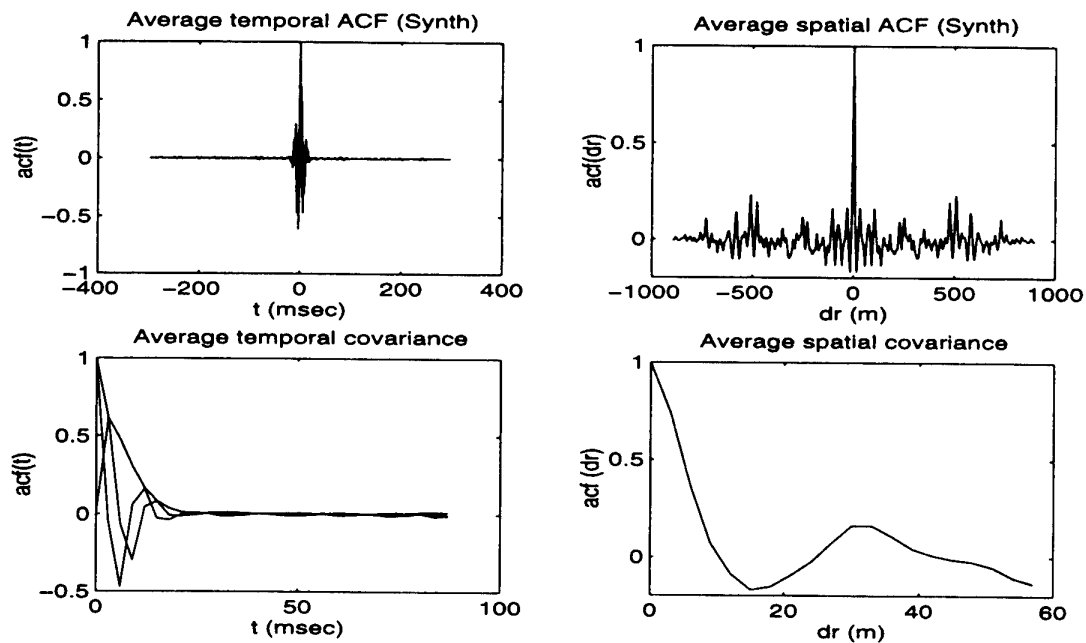 Average temporal ACF (Synth)
1
0.5
0
−0.5
−1
acf(t)
−400
−200
0
200
400
t (msec)
Average spatial ACF (Synth)
1
0.5
0
acf(dr)
−1000
−500
0
500
1000
dr (m)
Average temporal covariance
1
0.5
0
−0.5
acf(t)
0
50
100
t (msec)
Average spatial covariance
1
0.5
0
acf (dr)
0
20
40
60
dr (m)